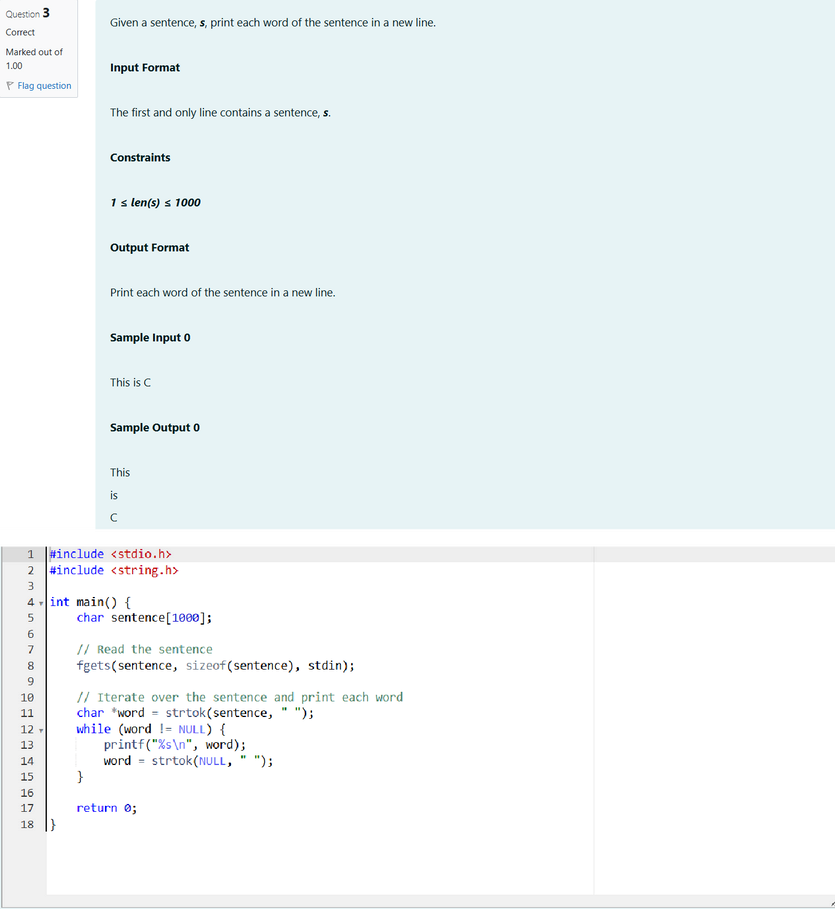 Question 3
Correct
Marked out of
1.00
Flag question
Given a sentence, s, print each word of the sentence in a new line.
Input Format
The first and only line contains a sentence, s.
Constraints
1 ≤ len(s) ≤ 1000
Output Format
Print each word of the sentence in a new line.
Sample Input 0
This is C
Sample Output 0
This
is
C
1 #include <stdio.h>
2 #include <string.h>
3
4 int main() {
5     char sentence[1000];
6
7     // Read the sentence
8     fgets(sentence, sizeof(sentence), stdin);
9
10     // Iterate over the sentence and print each word
11     char *word = strtok(sentence, " ");
12     while (word != NULL) {
13         printf("%s\n", word);
14         word = strtok(NULL, " ");
15     }
16
17     return 0;
18 }